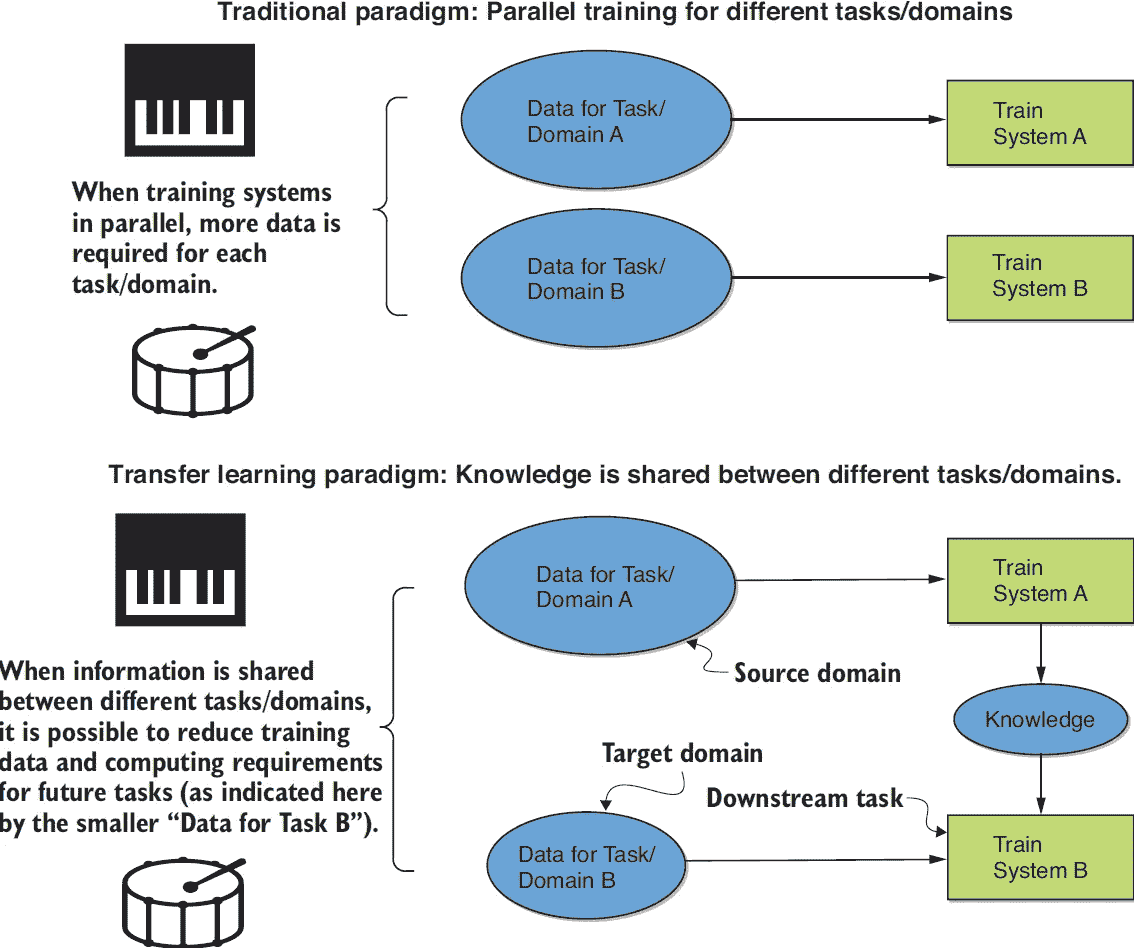 Traditional paradigm: Parallel training for different tasks/domains
When training systems
in parallel, more data is
required for each
task/domain.
Data for Task/
Domain A
Train
System A
Data for Task/
Domain B
Train
System B
Transfer learning paradigm: Knowledge is shared between different tasks/domains.
When information is shared
between different tasks/domains,
it is possible to reduce training
data and computing requirements
for future tasks (as indicated here
by the smaller “Data for Task B”).
Data for Task/
Domain A
Train
System A
Source domain
Knowledge
Target domain
Downstream task
Data for Task/
Domain B
Train
System B